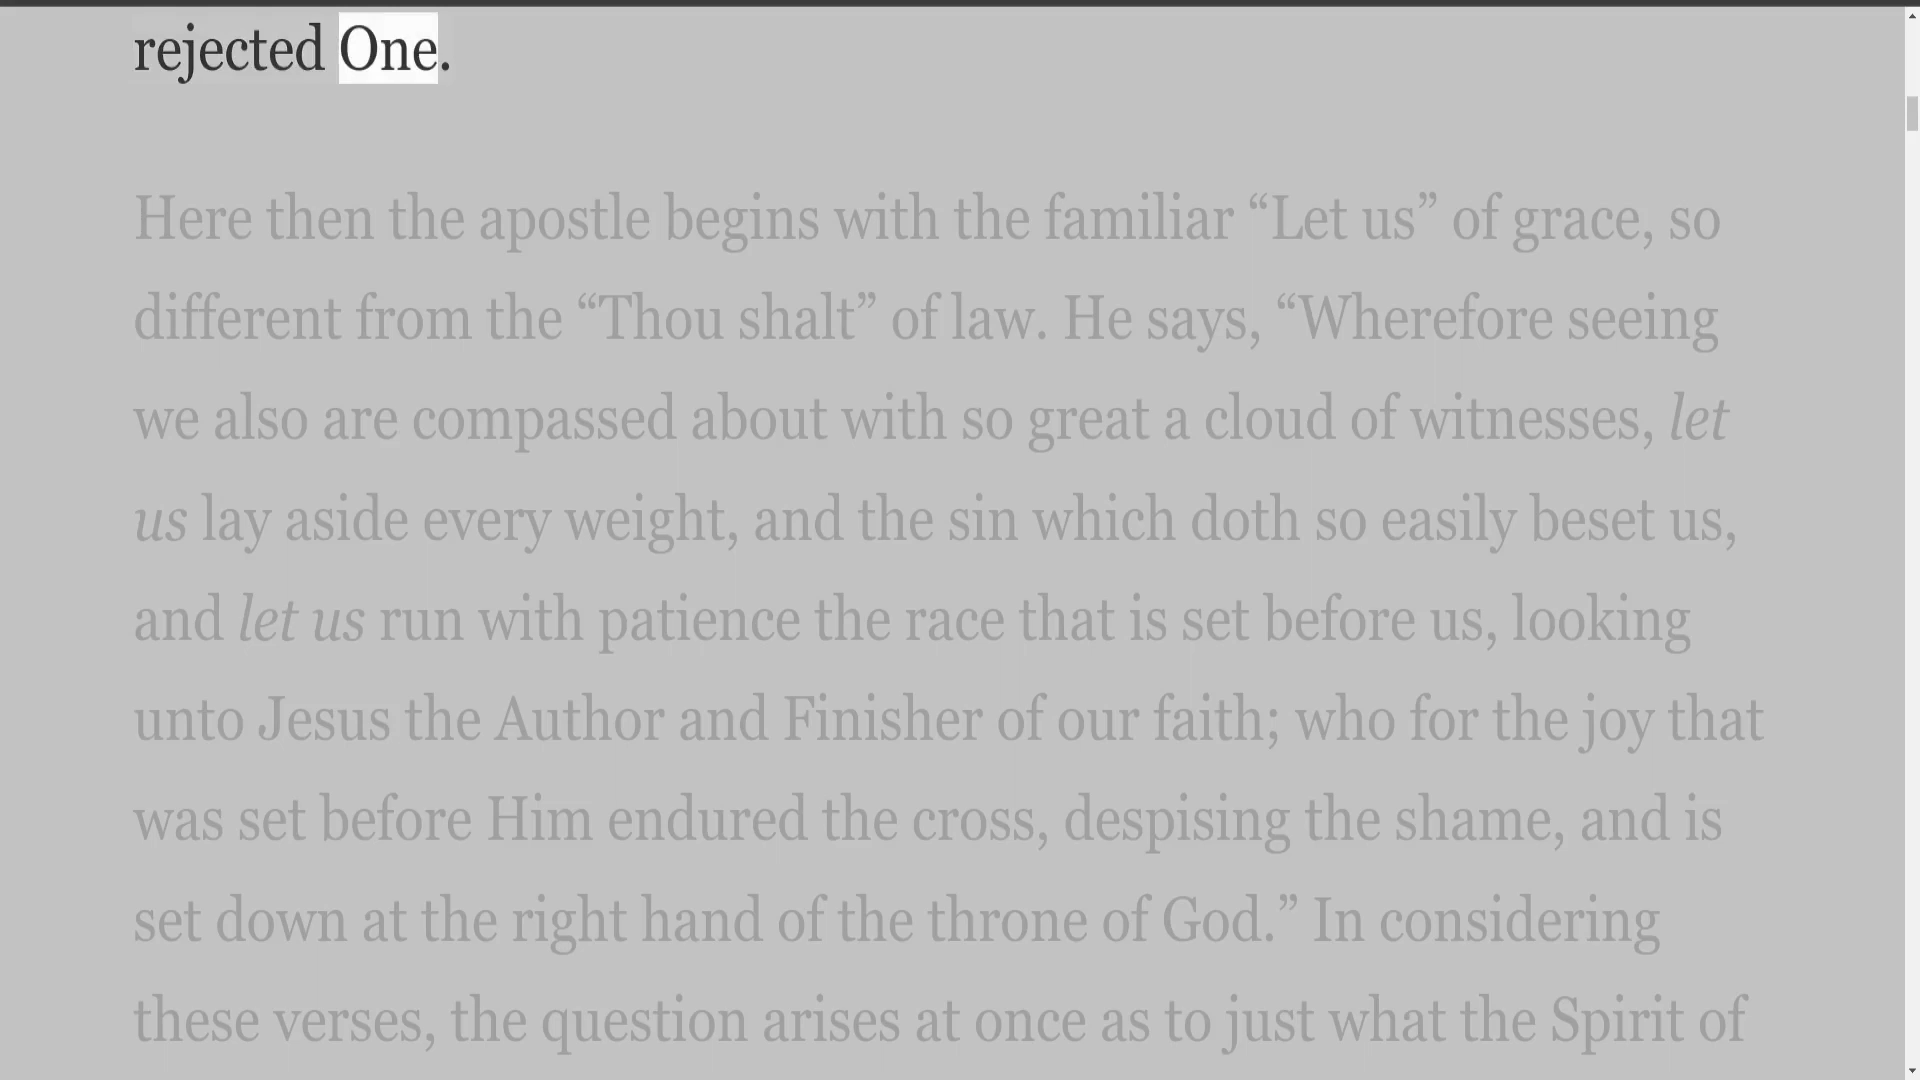 rejected One.
Here then the apostle begins with the familiar “Let us” of grace, so
different from the “Thou shalt” of law. He says, “Wherefore seeing
we also are compassed about with so great a cloud of witnesses, let
us lay aside every weight, and the sin which doth so easily beset us,
and let us run with patience the race that is set before us, looking
unto Jesus the Author and Finisher of our faith; who for the joy that
was set before Him endured the cross, despising the shame, and is
set down at the right hand of the throne of God.” In considering
these verses, the question arises at once as to just what the Spirit of